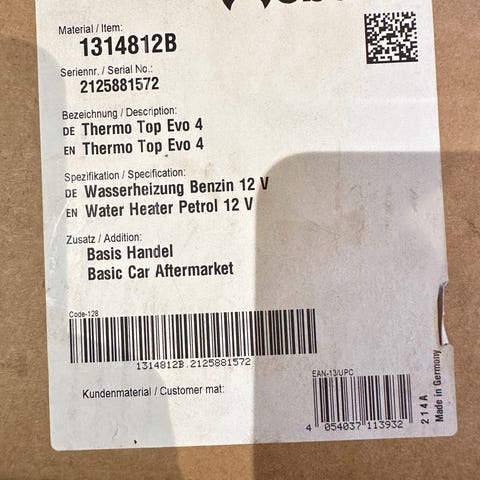 Material / Item:
1314812B
Seriennr. / Serial No.:
2125881572
Bezeichnung / Description:
DE Thermo Top Evo 4
EN Thermo Top Evo 4
Spezifikation / Specification:
DE Wasserheizung Benzin 12 V
EN Water Heater Petrol 12 V
Zusatz / Addition:
Basis Handel
Basic Car Aftermarket
Code-128
1314812B.2125881572
Kundenmaterial / Customer mat:
EAN-13/UPC
4 054037 113932
214A
Made in Germany